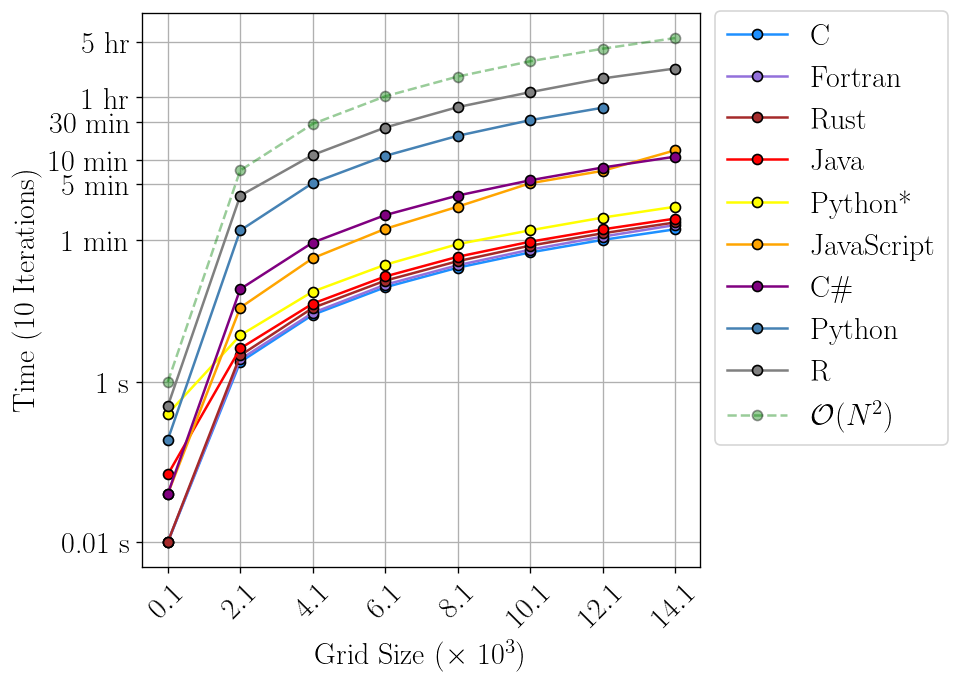 5 hr
1 hr
30 min
10 min
5 min
1 min
1 s
0.01 s
Time (10 Iterations)
0.1
2.1
4.1
6.1
8.1
10.1
12.1
14.1
Grid Size (× 10³)
C
Fortran
Rust
Java
Python*
JavaScript
C#
Python
R
𝒪(N²)